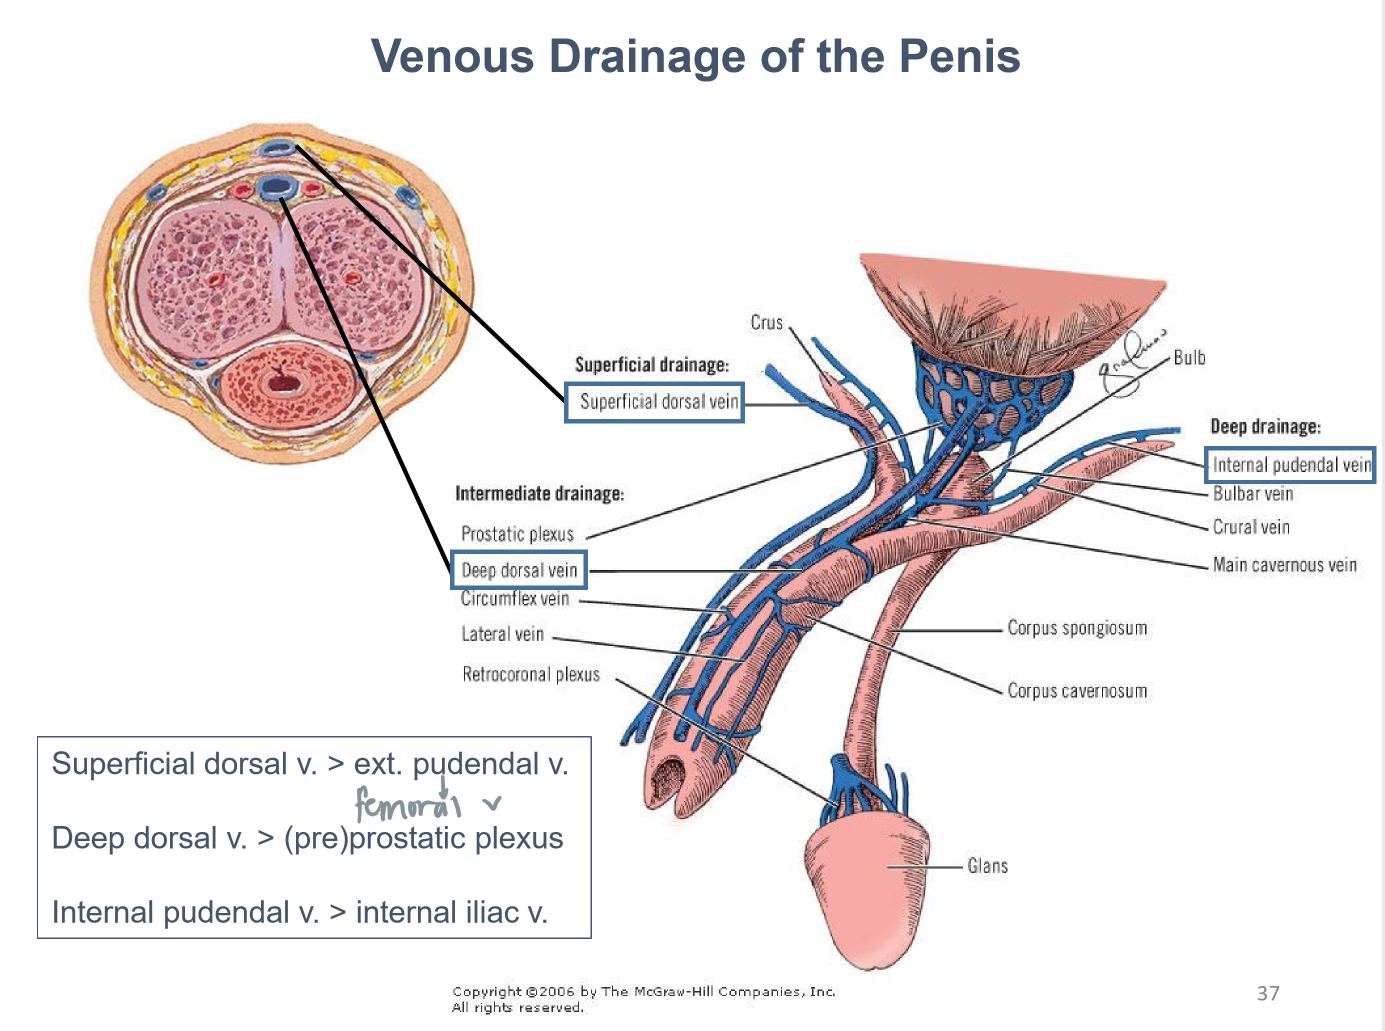 Venous Drainage of the Penis
Crus
Bulb
Superficial drainage:
Superficial dorsal vein
Deep drainage:
Internal pudendal vein
Bulbar vein
Crural vein
Main cavernous vein
Intermediate drainage:
Prostatic plexus
Deep dorsal vein
Circumflex vein
Lateral vein
Retrocoronal plexus
Corpus spongiosum
Corpus cavernosum
Glans
Superficial dorsal v. > ext. pudendal v.
femoral v
Deep dorsal v. > (pre)prostatic plexus
Internal pudendal v. > internal iliac v.
Copyright ©2006 by The McGraw-Hill Companies, Inc.
All rights reserved.
37